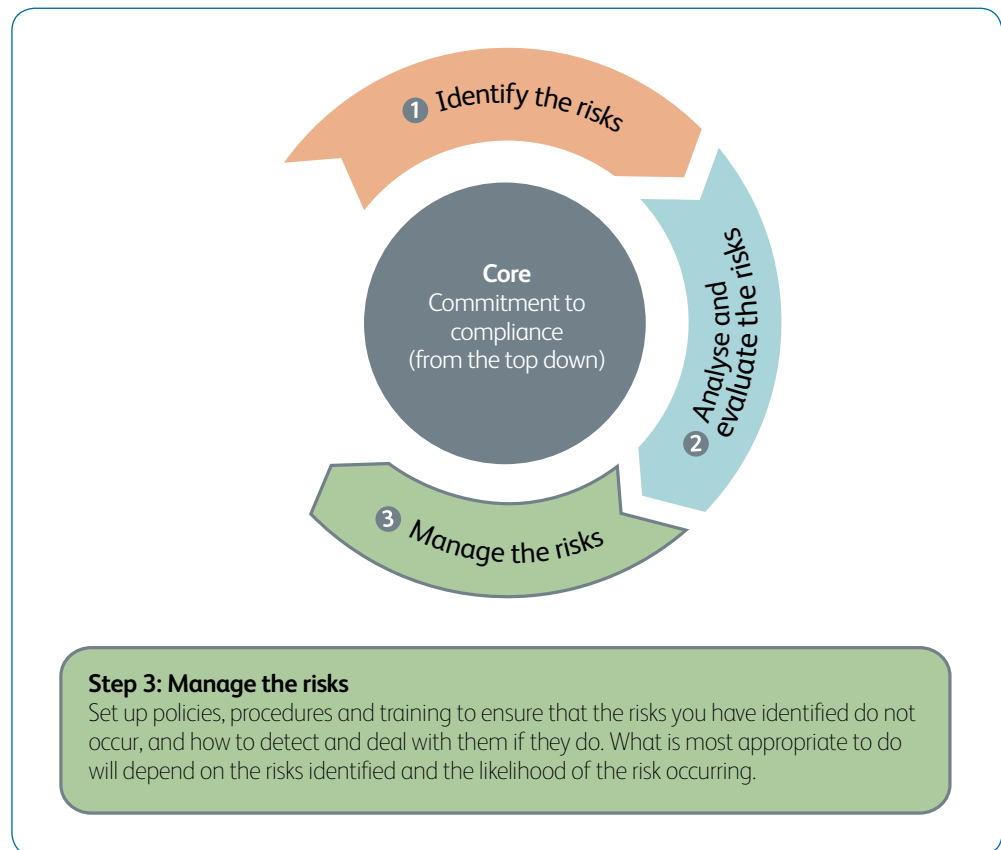 1 Identify the risks
Core
Commitment to
compliance
(from the top down)
2 Analyse and
evaluate the risks
3 Manage the risks
Step 3: Manage the risks
Set up policies, procedures and training to ensure that the risks you have identified do not
occur, and how to detect and deal with them if they do. What is most appropriate to do
will depend on the risks identified and the likelihood of the risk occurring.